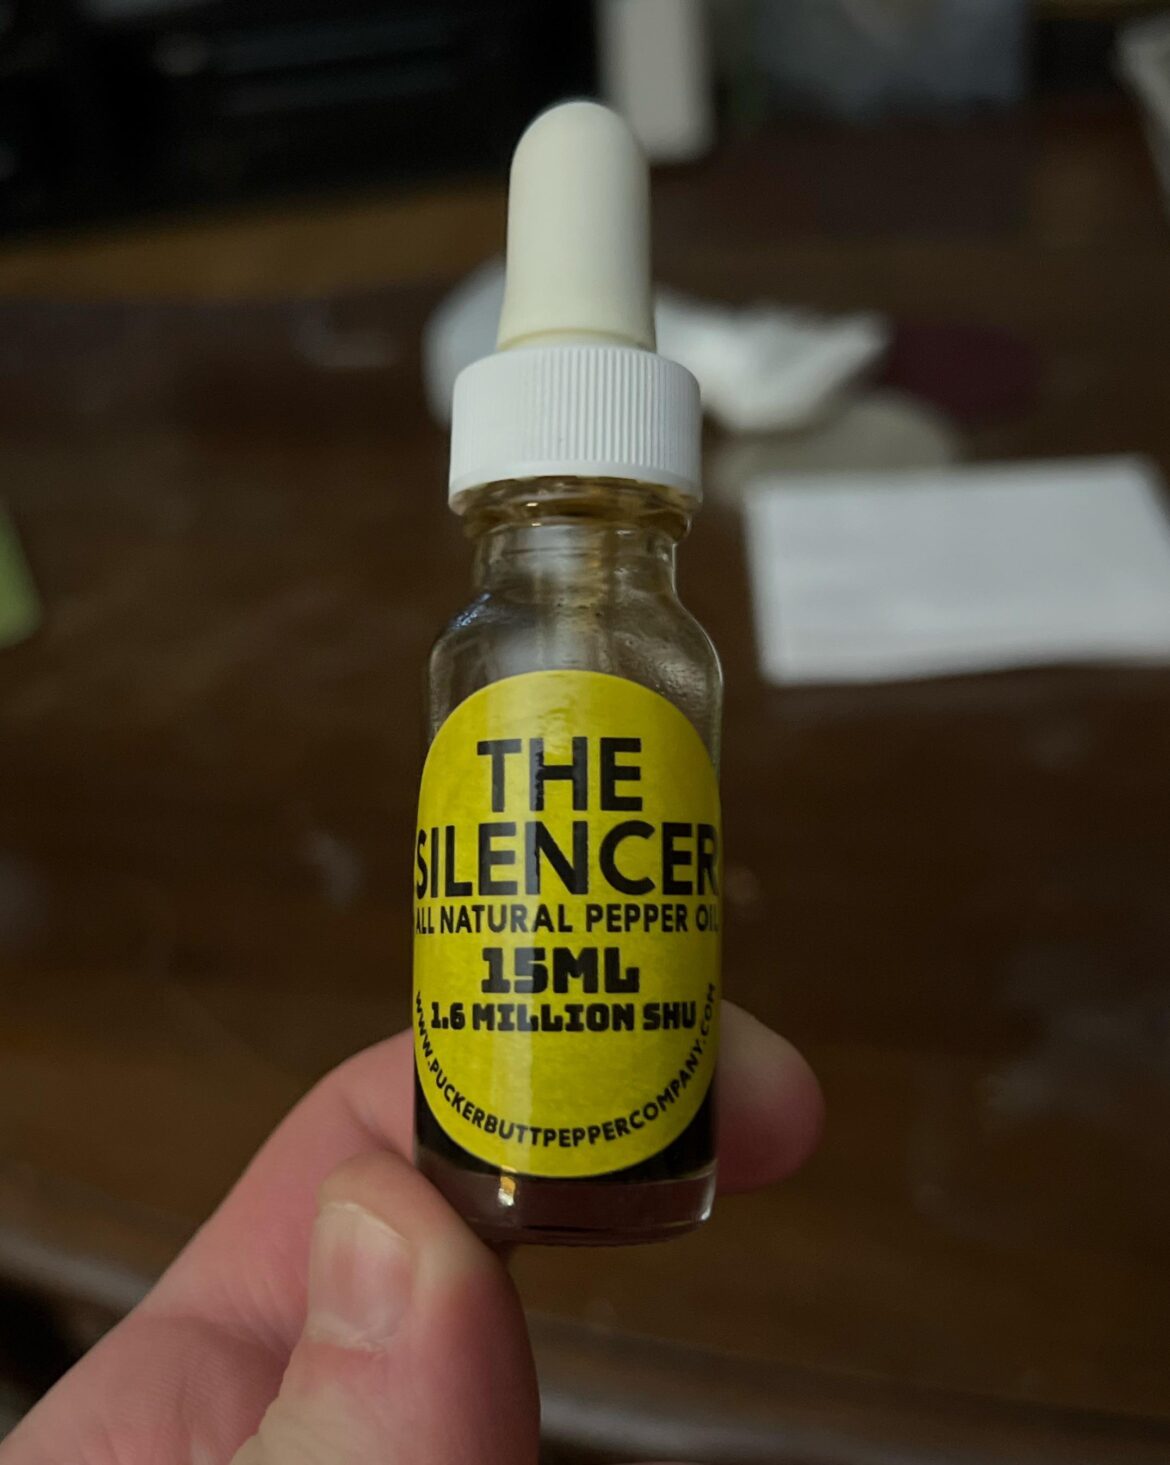 THE
SILENCER
ALL NATURAL PEPPER OIL
15ML
1.6 MILLION SHU
WWW.PUCKERBUTTPEPPERCOMPANY.COM